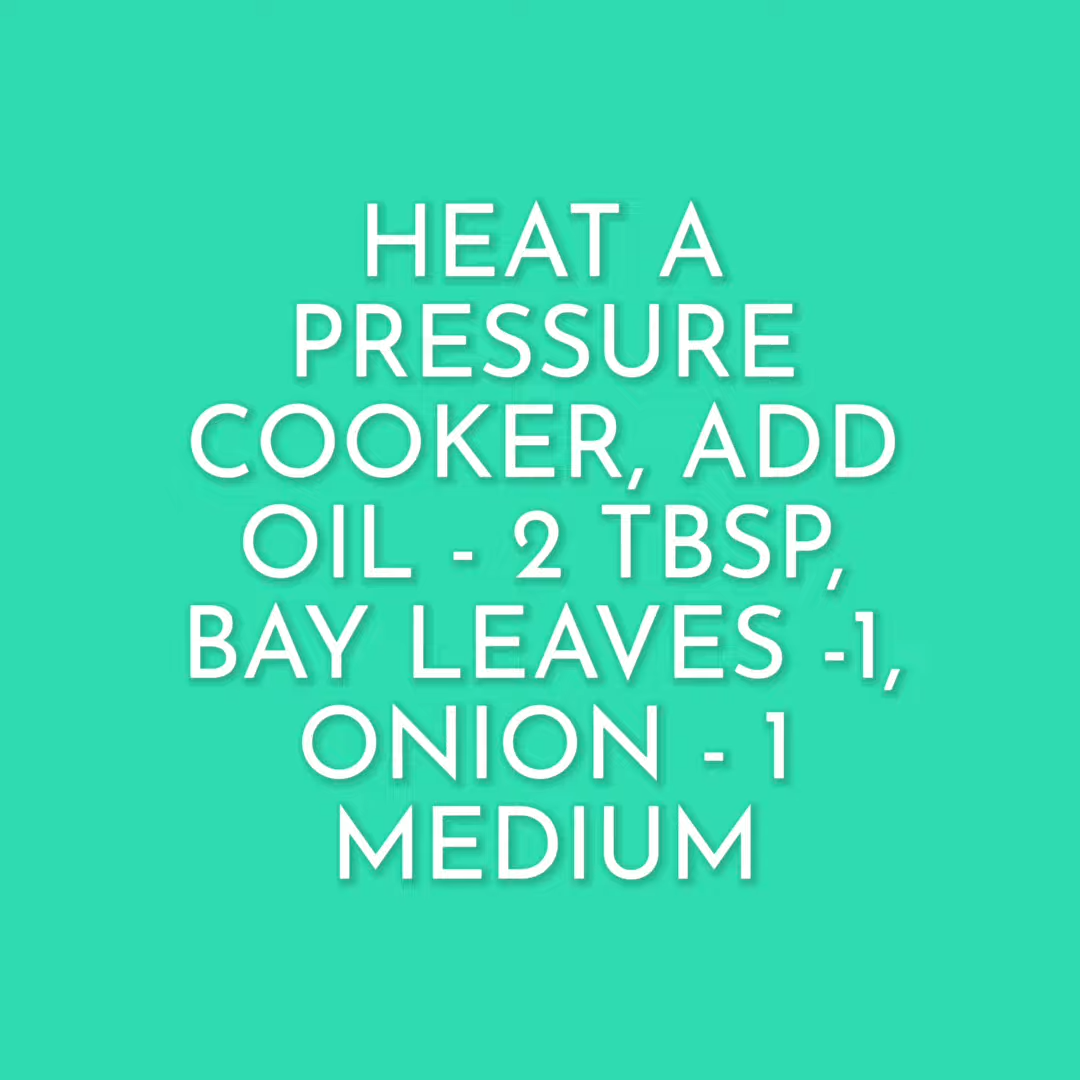 HEAT A
PRESSURE
COOKER, ADD
OIL - 2 TBSP,
BAY LEAVES -1,
ONION - 1
MEDIUM